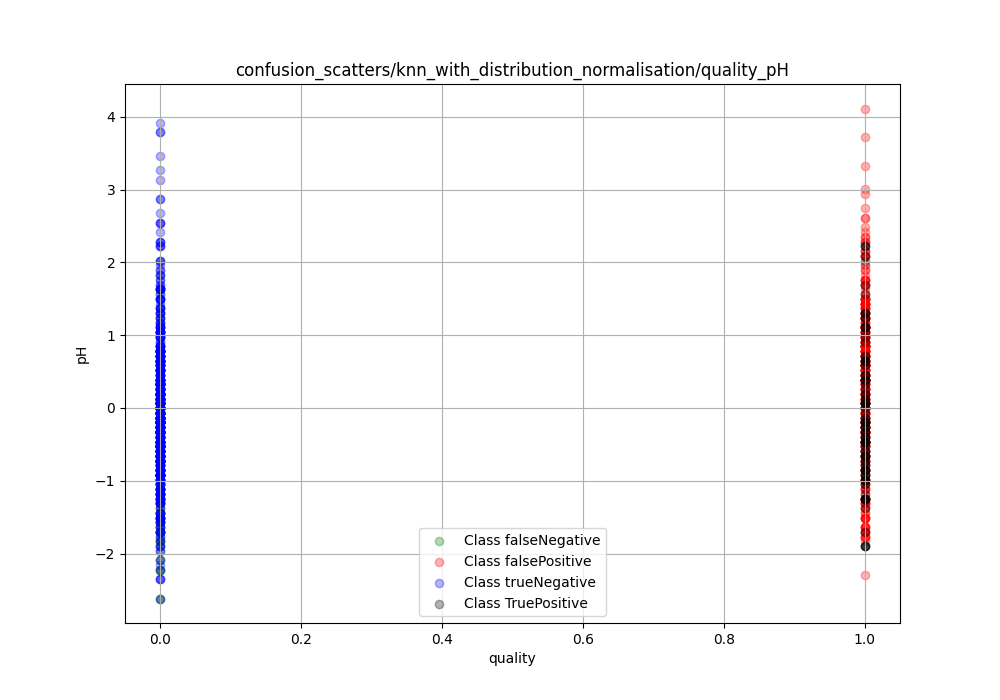 confusion_scatters/knn_with_distribution_normalisation/quality_pH
4
3
2
1
0
−1
−2
pH
Class falseNegative
Class falsePositive
Class trueNegative
Class TruePositive
0.0 0.2 0.4 0.6 0.8 1.0
quality